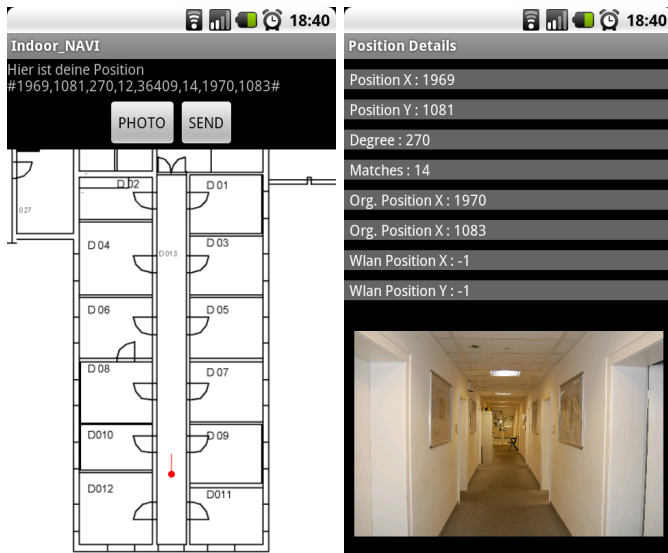 18:40
Indoor_NAVI
Hier ist deine Position
#1969,1081,270,12,36409,14,1970,1083#
PHOTO SEND
D 02 D 01
0 27
D 04 D 013 D 03
D 06 D 05
D 08 D 07
D010 D 09
D012 D011
18:40
Position Details
Position X : 1969
Position Y : 1081
Degree : 270
Matches : 14
Org. Position X : 1970
Org. Position X : 1083
Wlan Position X : -1
Wlan Position Y : -1